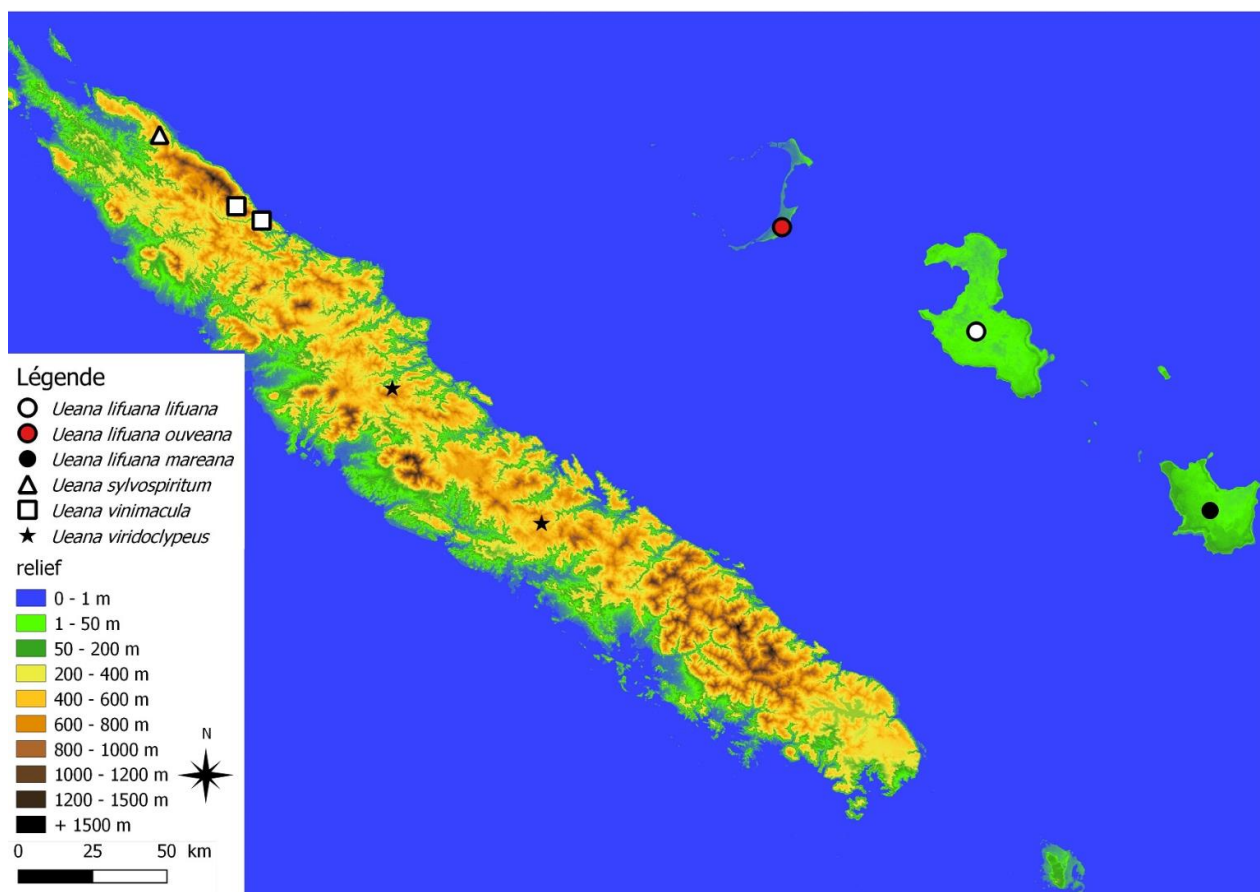 Légende
Ueana lifuana lifuana
Ueana lifuana ouveana
Ueana lifuana mareana
Ueana sylvospiritum
Ueana vinimacula
Ueana viridoclypeus
relief
0 - 1 m
1 - 50 m
50 - 200 m
200 - 400 m
400 - 600 m
600 - 800 m
800 - 1000 m
1000 - 1200 m
1200 - 1500 m
+ 1500 m
N
0 25 50 km